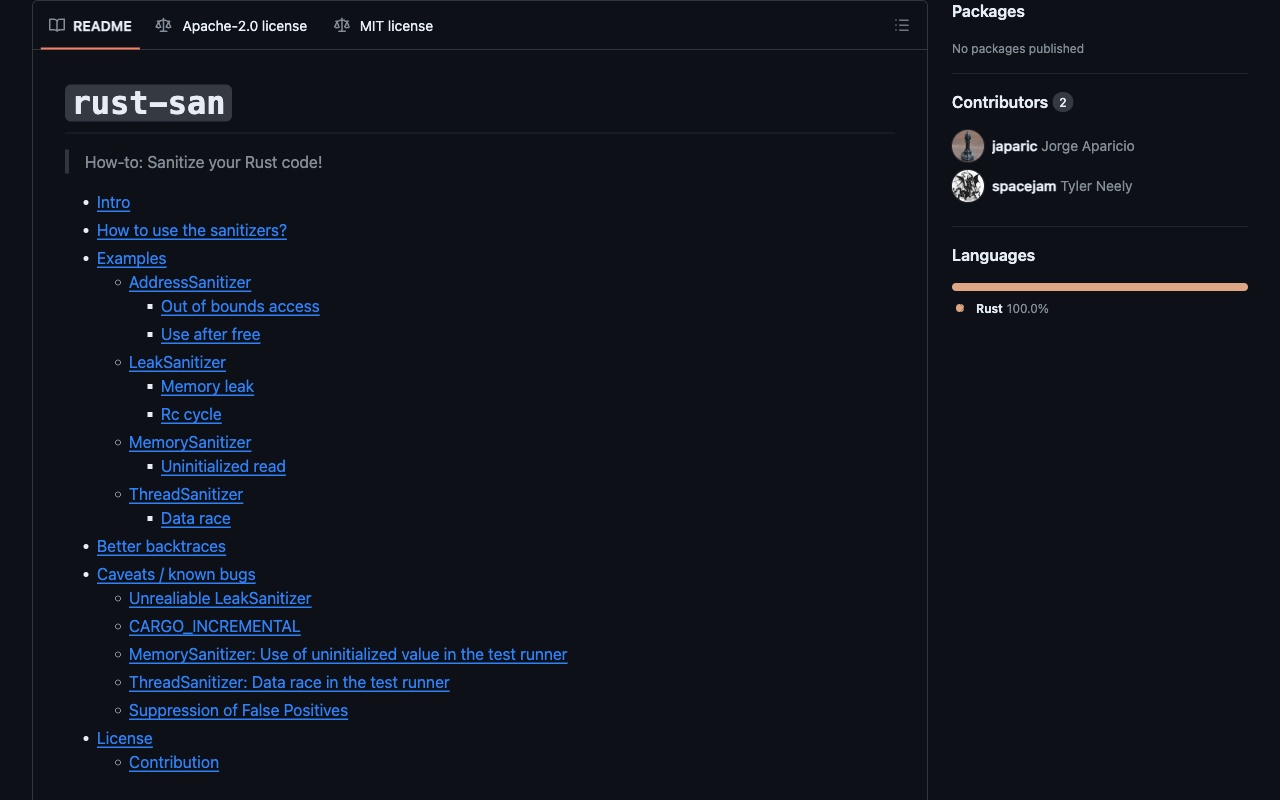 README
Apache-2.0 license
MIT license
rust-san
How-to: Sanitize your Rust code!
Intro
How to use the sanitizers?
Examples
AddressSanitizer
Out of bounds access
Use after free
LeakSanitizer
Memory leak
Rc cycle
MemorySanitizer
Uninitialized read
ThreadSanitizer
Data race
Better backtraces
Caveats / known bugs
Unrealiable LeakSanitizer
CARGO_INCREMENTAL
MemorySanitizer: Use of uninitialized value in the test runner
ThreadSanitizer: Data race in the test runner
Suppression of False Positives
License
Contribution
Packages
No packages published
Contributors 2
japaric Jorge Aparicio
spacejam Tyler Neely
Languages
Rust 100.0%